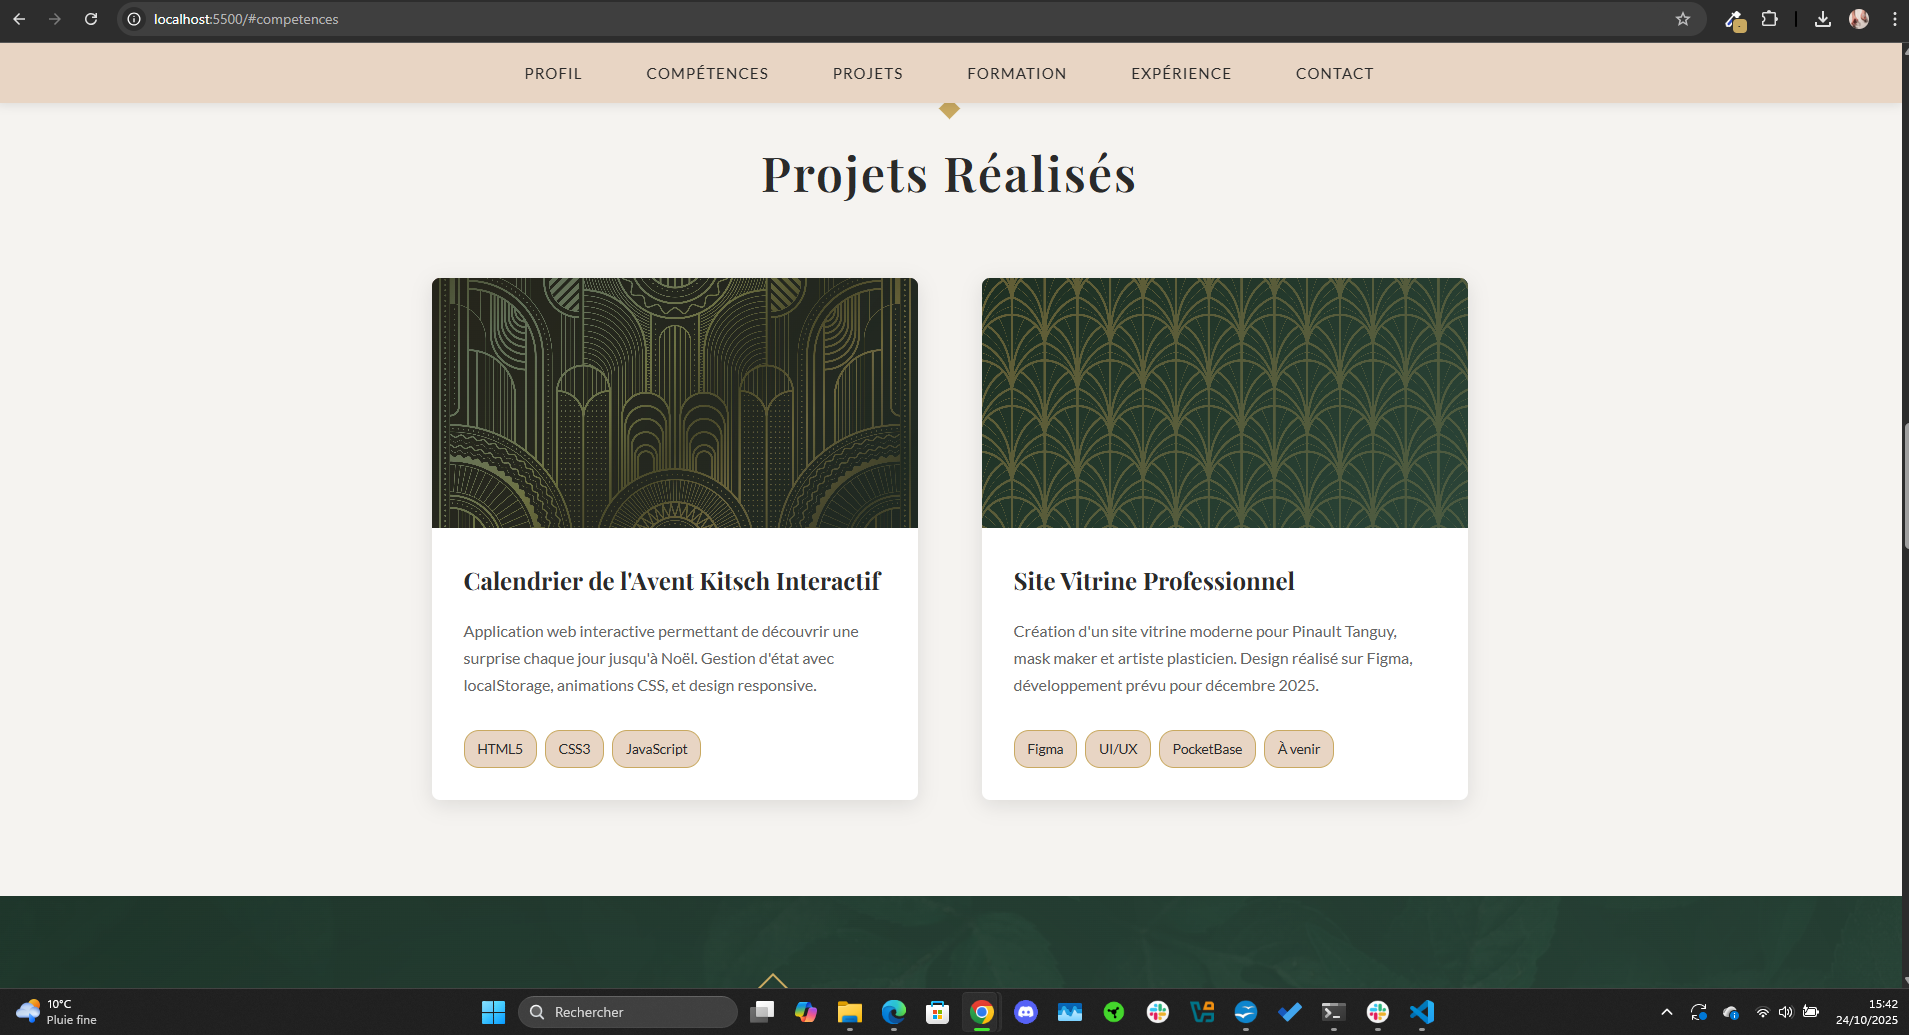 localhost:5500/#competences
PROFIL
COMPÉTENCES
PROJETS
FORMATION
EXPÉRIENCE
CONTACT
Projets Réalisés
Calendrier de l'Avent Kitsch Interactif
Application web interactive permettant de découvrir une
surprise chaque jour jusqu'à Noël. Gestion d'état avec
localStorage, animations CSS, et design responsive.
HTML5
CSS3
JavaScript
Site Vitrine Professionnel
Création d'un site vitrine moderne pour Pinault Tanguy,
mask maker et artiste plasticien. Design réalisé sur Figma,
développement prévu pour décembre 2025.
Figma
UI/UX
PocketBase
À venir
10°C
Pluie fine
Rechercher
15:42
24/10/2025